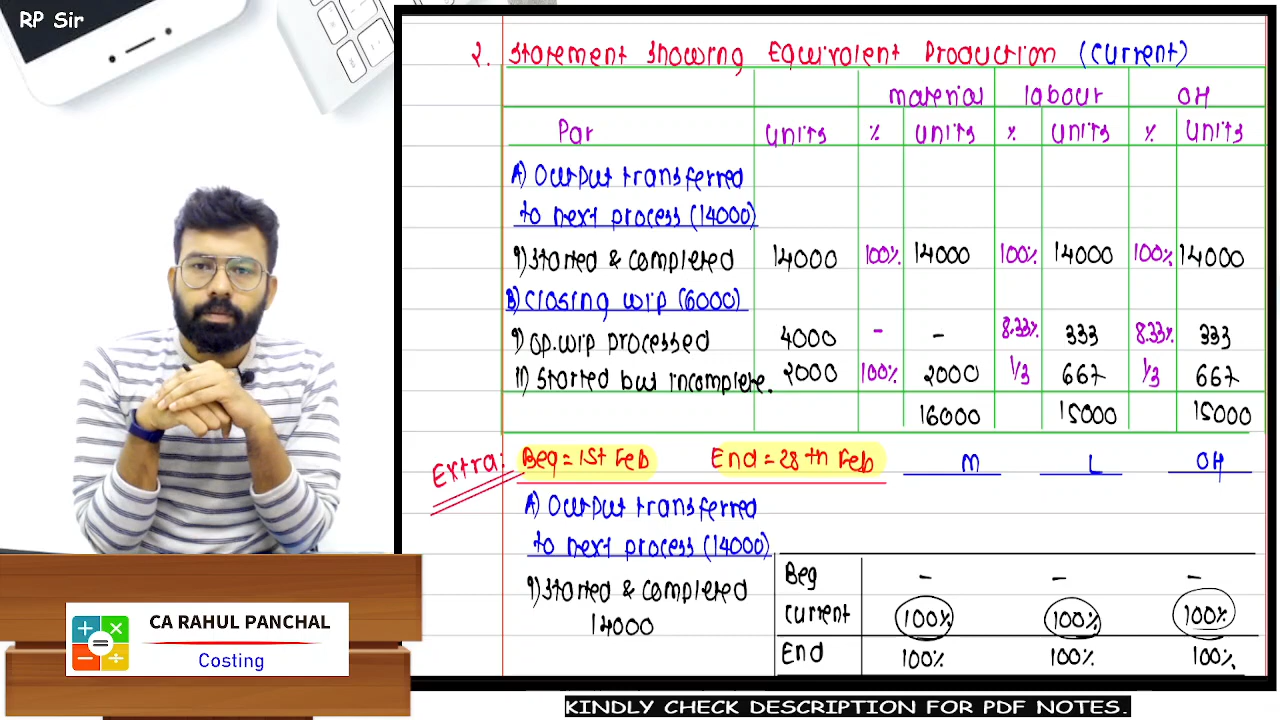 RP Sir
2. Statement Showing Equivalent Production (Current)
material labour OH
Par units % units % units % units
A) Output transferred
to next process (14000)
i) Started & completed 14000 100% 14000 100% 14000 100% 14000
B) Closing wip (6000)
i) op.wip processed 4000 - - 8.33% 333 8.33% 333
ii) Started but incomplete. 2000 100% 2000 1/3 667 1/3 667
16000 15000 15000
Extra: Beg = 1st Feb End = 28th Feb M L OH
A) Output transferred
to next process (14000)
i) Started & completed
14000
Beg - - -
Current 100% 100% 100%
End 100% 100% 100%
CA RAHUL PANCHAL
Costing
KINDLY CHECK DESCRIPTION FOR PDF NOTES.